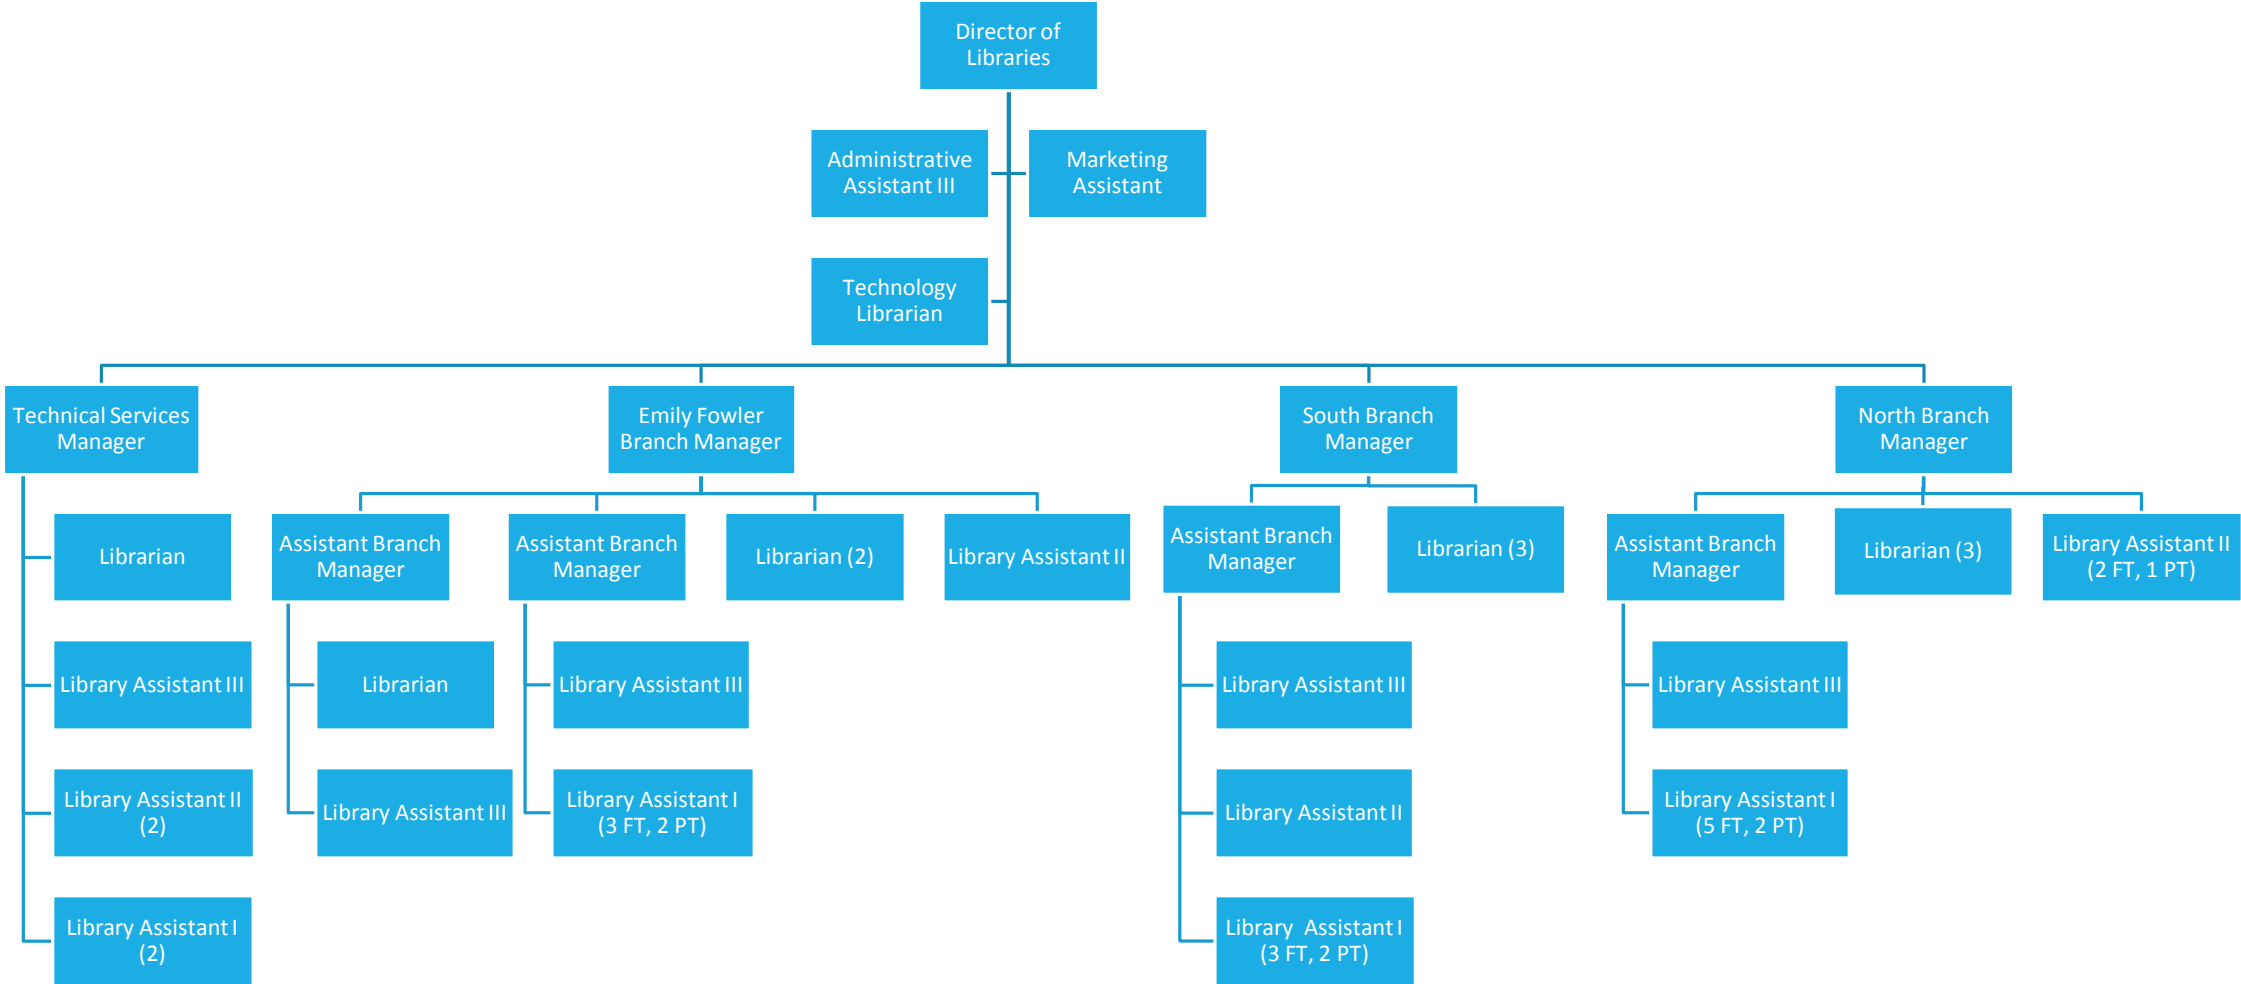 Director of
Libraries
Administrative
Assistant III
Marketing
Assistant
Technology
Librarian
Technical Services
Manager
Emily Fowler
Branch Manager
South Branch
Manager
North Branch
Manager
Librarian
Assistant Branch
Manager
Assistant Branch
Manager
Librarian (2)
Library Assistant II
Assistant Branch
Manager
Librarian (3)
Assistant Branch
Manager
Librarian (3)
Library Assistant II
(2 FT, 1 PT)
Library Assistant III
Librarian
Library Assistant III
Library Assistant III
Library Assistant III
Library Assistant II
(2)
Library Assistant III
Library Assistant I
(3 FT, 2 PT)
Library Assistant II
Library Assistant I
(5 FT, 2 PT)
Library Assistant I
(2)
Library Assistant I
(3 FT, 2 PT)